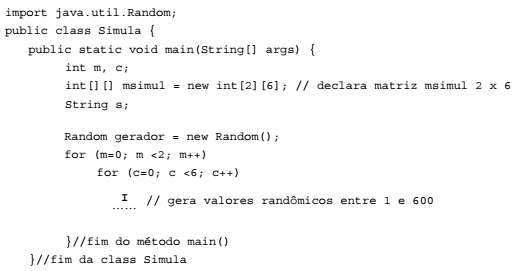 import java.util.Random;
public class Simula {
public static void main(String[] args) {
int m, c;
int[][] msimul = new int[2][6]; // declara matriz msimul 2 x 6
String s;
Random gerador = new Random();
for (m=0; m <2; m++)
for (c=0; c <6; c++)
I // gera valores randômicos entre 1 e 600
}//fim do método main()
}//fim da class Simula